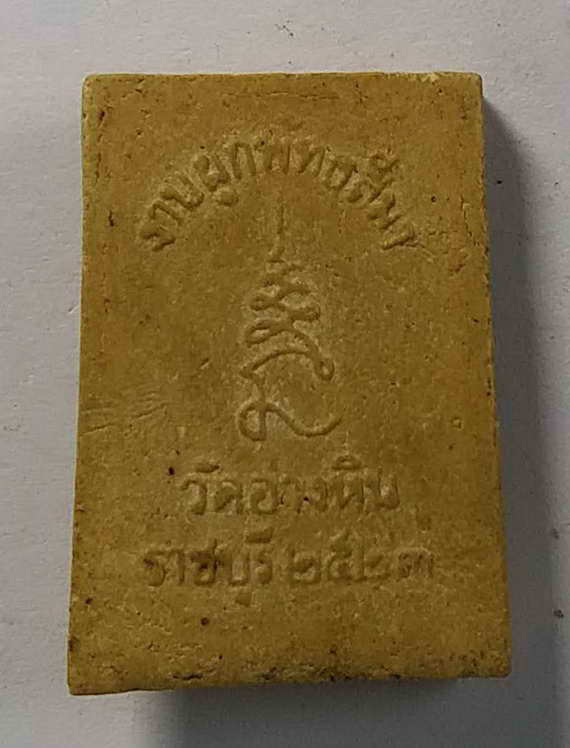 งานผูกพัทธสีมา
วัดอ่างหิน
ราชบุรี ๒๕๒๓